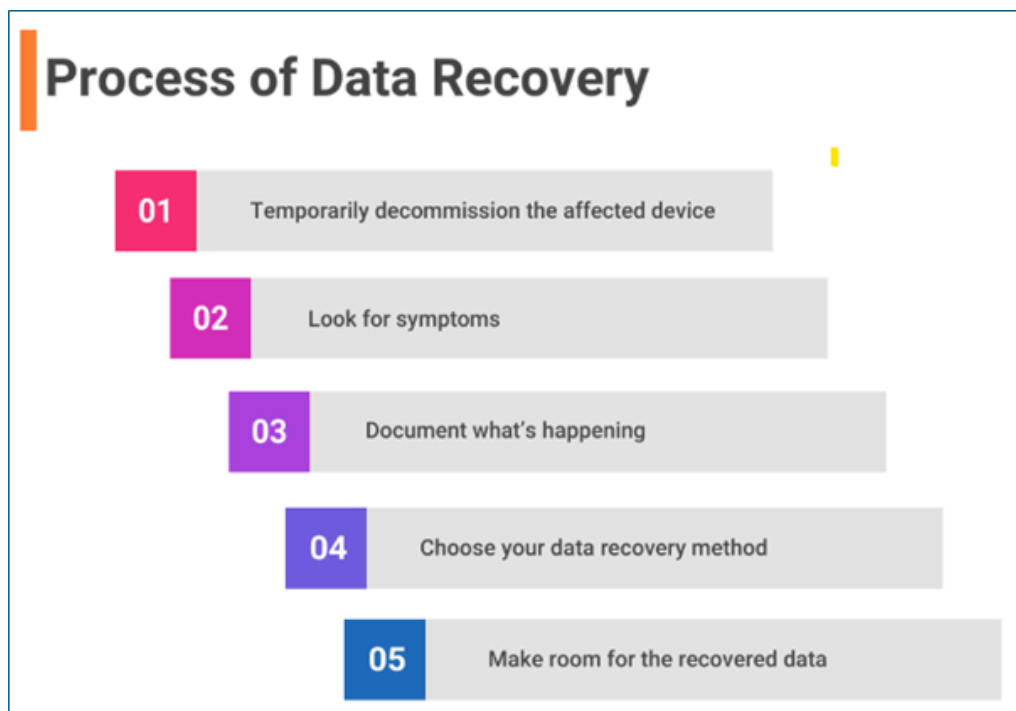 Process of Data Recovery
01 Temporarily decommission the affected device
02 Look for symptoms
03 Document what's happening
04 Choose your data recovery method
05 Make room for the recovered data